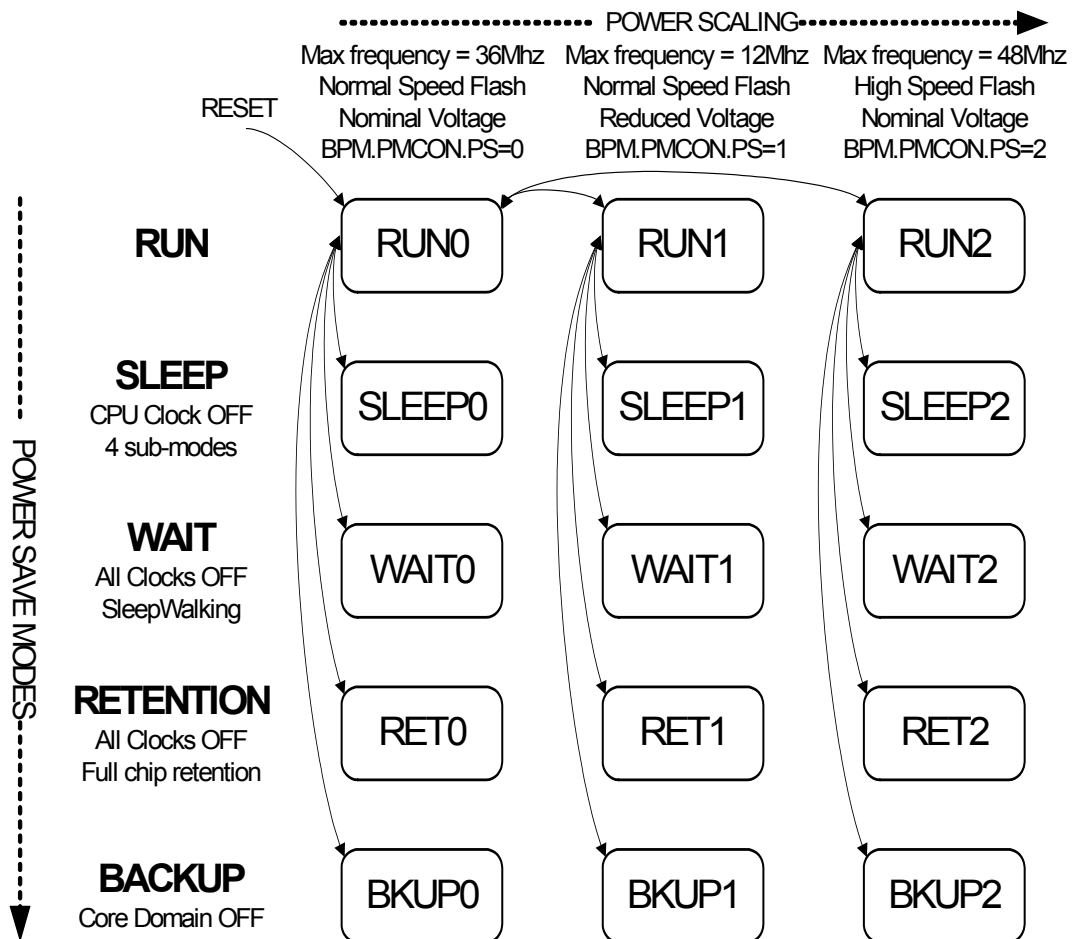 POWER SCALING
Max frequency = 36Mhz
Normal Speed Flash
Nominal Voltage
BPM.PMCON.PS=0
Max frequency = 12Mhz
Normal Speed Flash
Reduced Voltage
BPM.PMCON.PS=1
Max frequency = 48Mhz
High Speed Flash
Nominal Voltage
BPM.PMCON.PS=2
RESET
POWER SAVE MODES
RUN
RUN0
RUN1
RUN2
SLEEP
CPU Clock OFF
4 sub-modes
SLEEP0
SLEEP1
SLEEP2
WAIT
All Clocks OFF
SleepWalking
WAIT0
WAIT1
WAIT2
RETENTION
All Clocks OFF
Full chip retention
RET0
RET1
RET2
BACKUP
Core Domain OFF
BKUP0
BKUP1
BKUP2